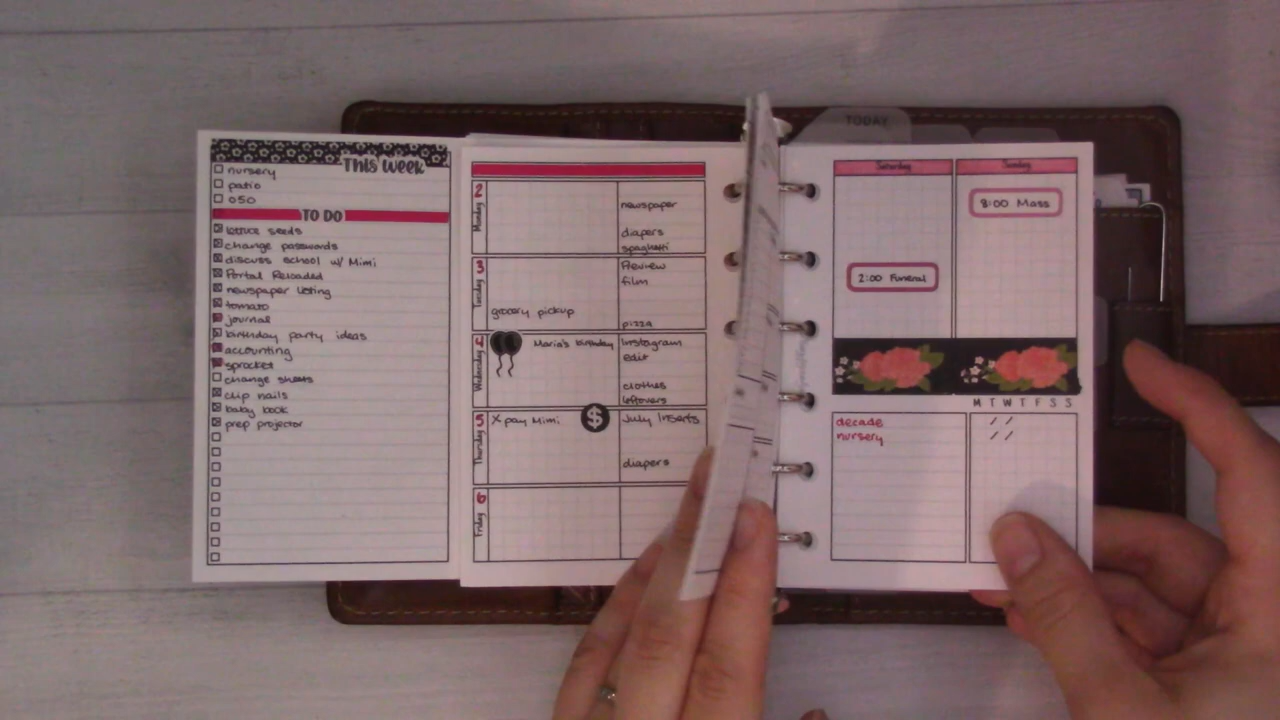 This Week
nursery
patio
050
TO DO
lettuce seeds
change passwords
discuss school w/ Mimi
Portal Reloaded
newspaper listing
tomato
journal
birthday party ideas
accounting
sprocket
change sheets
clip nails
baby book
prep projector
2
Monday
newspaper
diapers
spaghetti
3
Tuesday
grocery pickup
Preview
film
pizza
4
Wednesday
Maria's birthday
Instagram
edit
clothes
leftovers
5
Thursday
X pay Mimi
$
July Inserts
diapers
6
Friday
TODAY
Saturday
Sunday
8:00 Mass
2:00 Funeral
M T W T F S S
decade
nursery